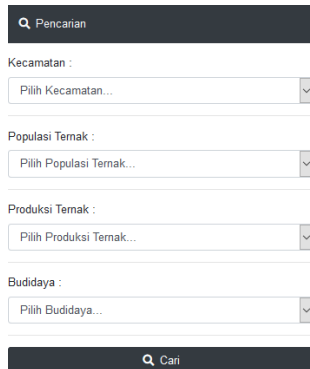 Pencarian
Kecamatan :
Pilih Kecamatan...
Populasi Ternak :
Pilih Populasi Ternak...
Produksi Ternak :
Pilih Produksi Ternak...
Budidaya :
Pilih Budidaya...
Cari